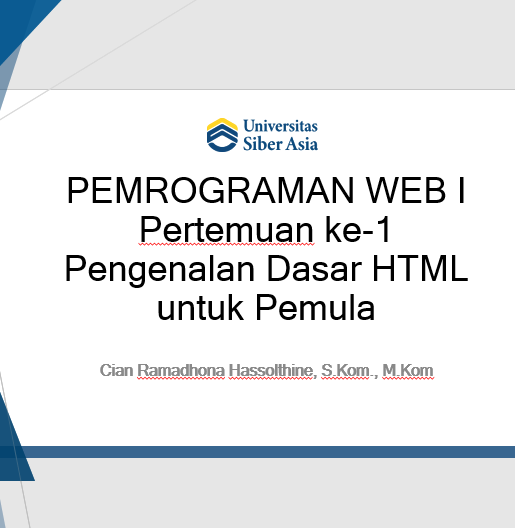 Universitas
Siber Asia
PEMROGRAMAN WEB I
Pertemuan ke-1
Pengenalan Dasar HTML
untuk Pemula
Cian Ramadhona Hassolthine, S.Kom., M.Kom